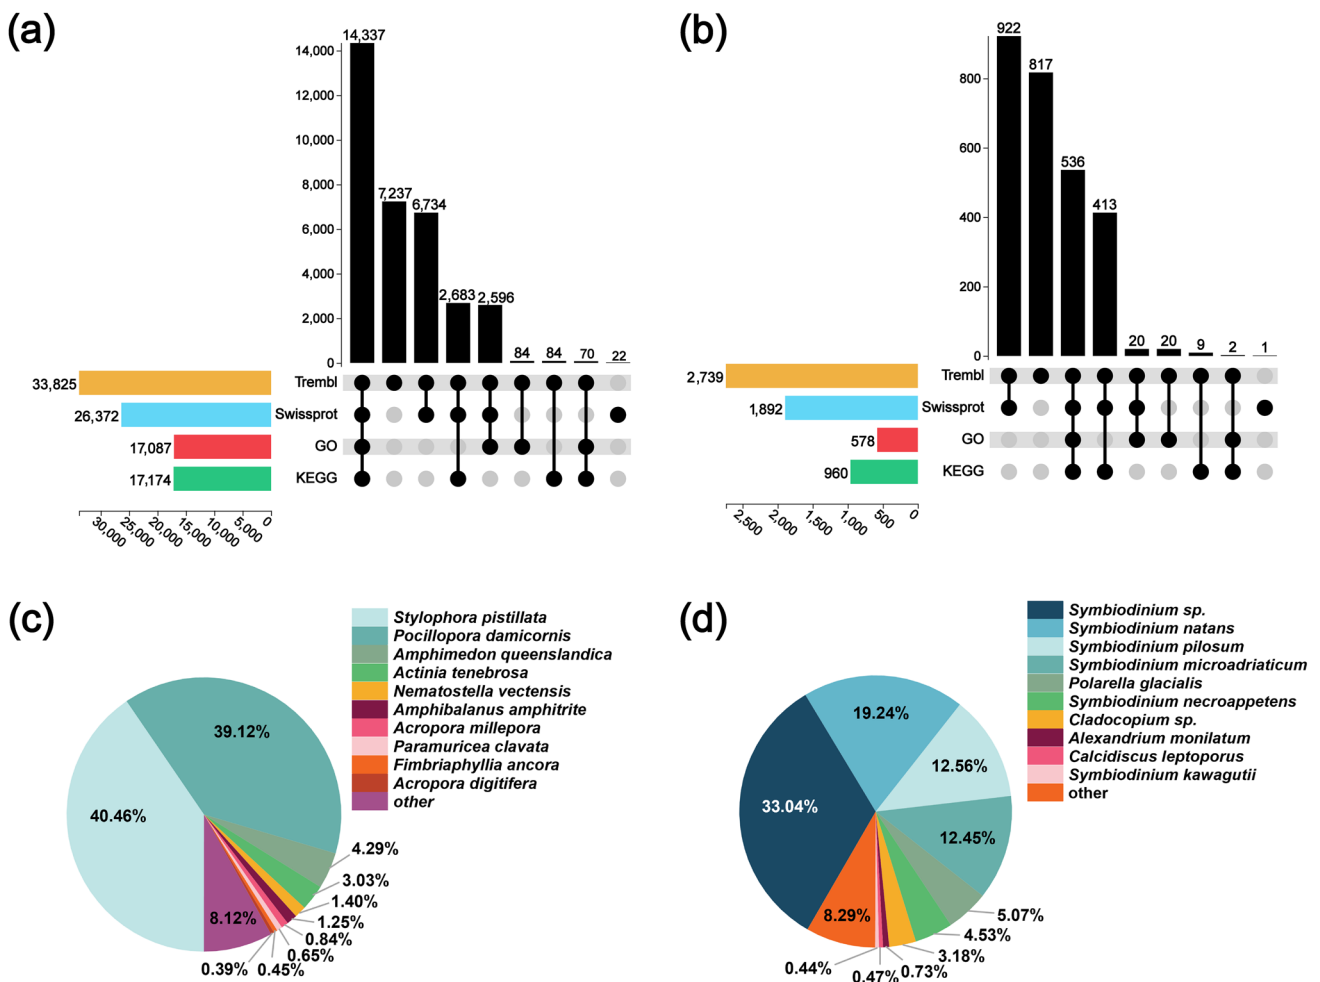 (a)
14,337
14,000
12,000
10,000
8,000
7,237
6,734
6,000
4,000
2,683
2,596
2,000
84
84
70
22
0
33,825
Trembl
26,372
Swissprot
17,087
GO
17,174
KEGG
30,000
25,000
20,000
15,000
10,000
5,000
0
(b)
922
817
800
600
536
413
400
200
20
20
9
2
1
0
2,739
Trembl
1,892
Swissprot
578
GO
960
KEGG
2,500
2,000
1,500
1,000
500
0
(c)
Stylophora pistillata
Pocillopora damicornis
Amphimedon queenslandica
Actinia tenebrosa
Nematostella vectensis
Amphibalanus amphitrite
Acropora millepora
Paramuricea clavata
Fimbriaphyllia ancora
Acropora digitifera
other
39.12%
40.46%
4.29%
3.03%
1.40%
1.25%
0.84%
0.65%
0.45%
0.39%
8.12%
(d)
Symbiodinium sp.
Symbiodinium natans
Symbiodinium pilosum
Symbiodinium microadriaticum
Polarella glacialis
Symbiodinium necroappetens
Cladocopium sp.
Alexandrium monilatum
Calcidiscus leptoporus
Symbiodinium kawagutii
other
19.24%
12.56%
33.04%
12.45%
5.07%
4.53%
3.18%
0.73%
0.47%
0.44%
8.29%